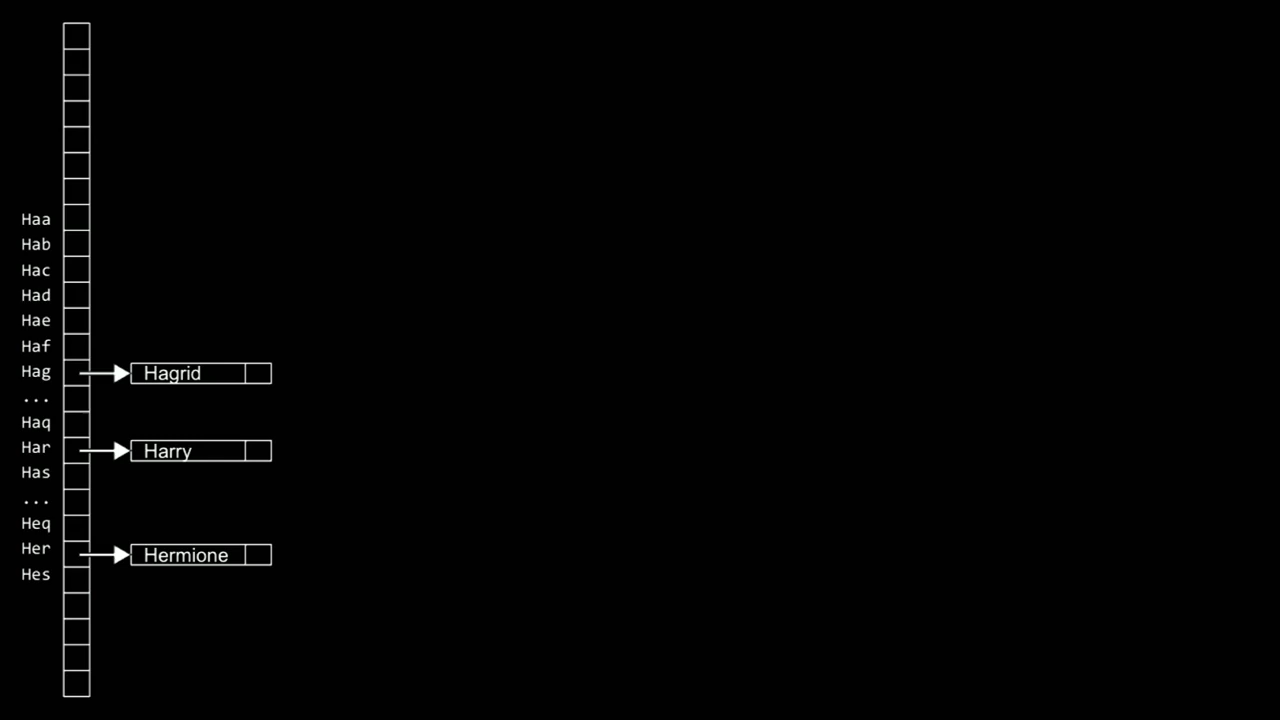 Haa
Hab
Hac
Had
Hae
Haf
Hag Hagrid
...
Haq
Har Harry
Has
...
Heq
Her Hermione
Hes